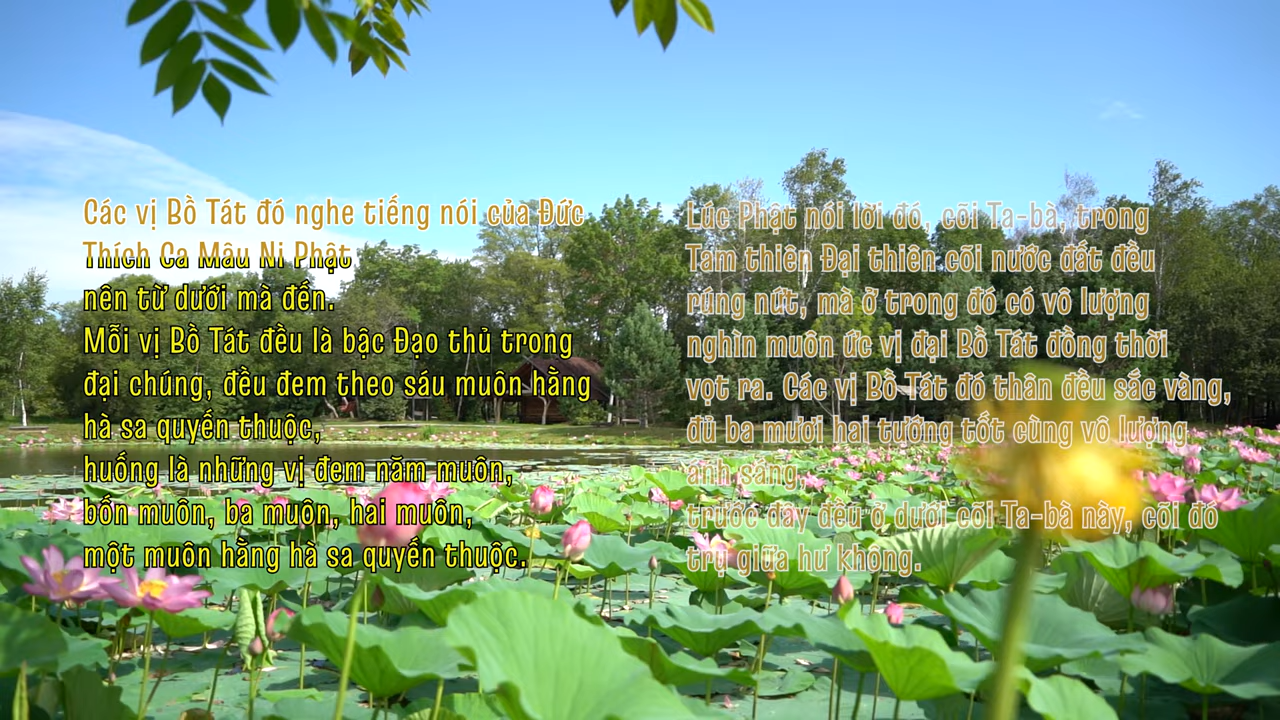 Các vị Bồ Tát đó nghe tiếng nói của Đức
Thích Ca Mâu Ni Phật
nên từ dưới mà đến.
Mỗi vị Bồ Tát đều là bậc Đạo thủ trong
đại chúng, đều đem theo sáu muôn hằng
hà sa quyến thuộc,
huống là những vị đem năm muôn,
bốn muôn, ba muôn, hai muôn,
một muôn hằng hà sa quyến thuộc.
Lúc Phật nói lời đó, cõi Ta-bà, trong
Tam thiên Đại thiên cõi nước đất đều
rúng nứt, mà ở trong đó có vô lượng
nghìn muôn ức vị đại Bồ Tát đồng thời
vọt ra. Các vị Bồ Tát đó thân đều sắc vàng,
đủ ba mươi hai tướng tốt cùng vô lượng
ánh sáng,
trước đây đều ở dưới cõi Ta-bà này, cõi đó
trụ giữa hư không.